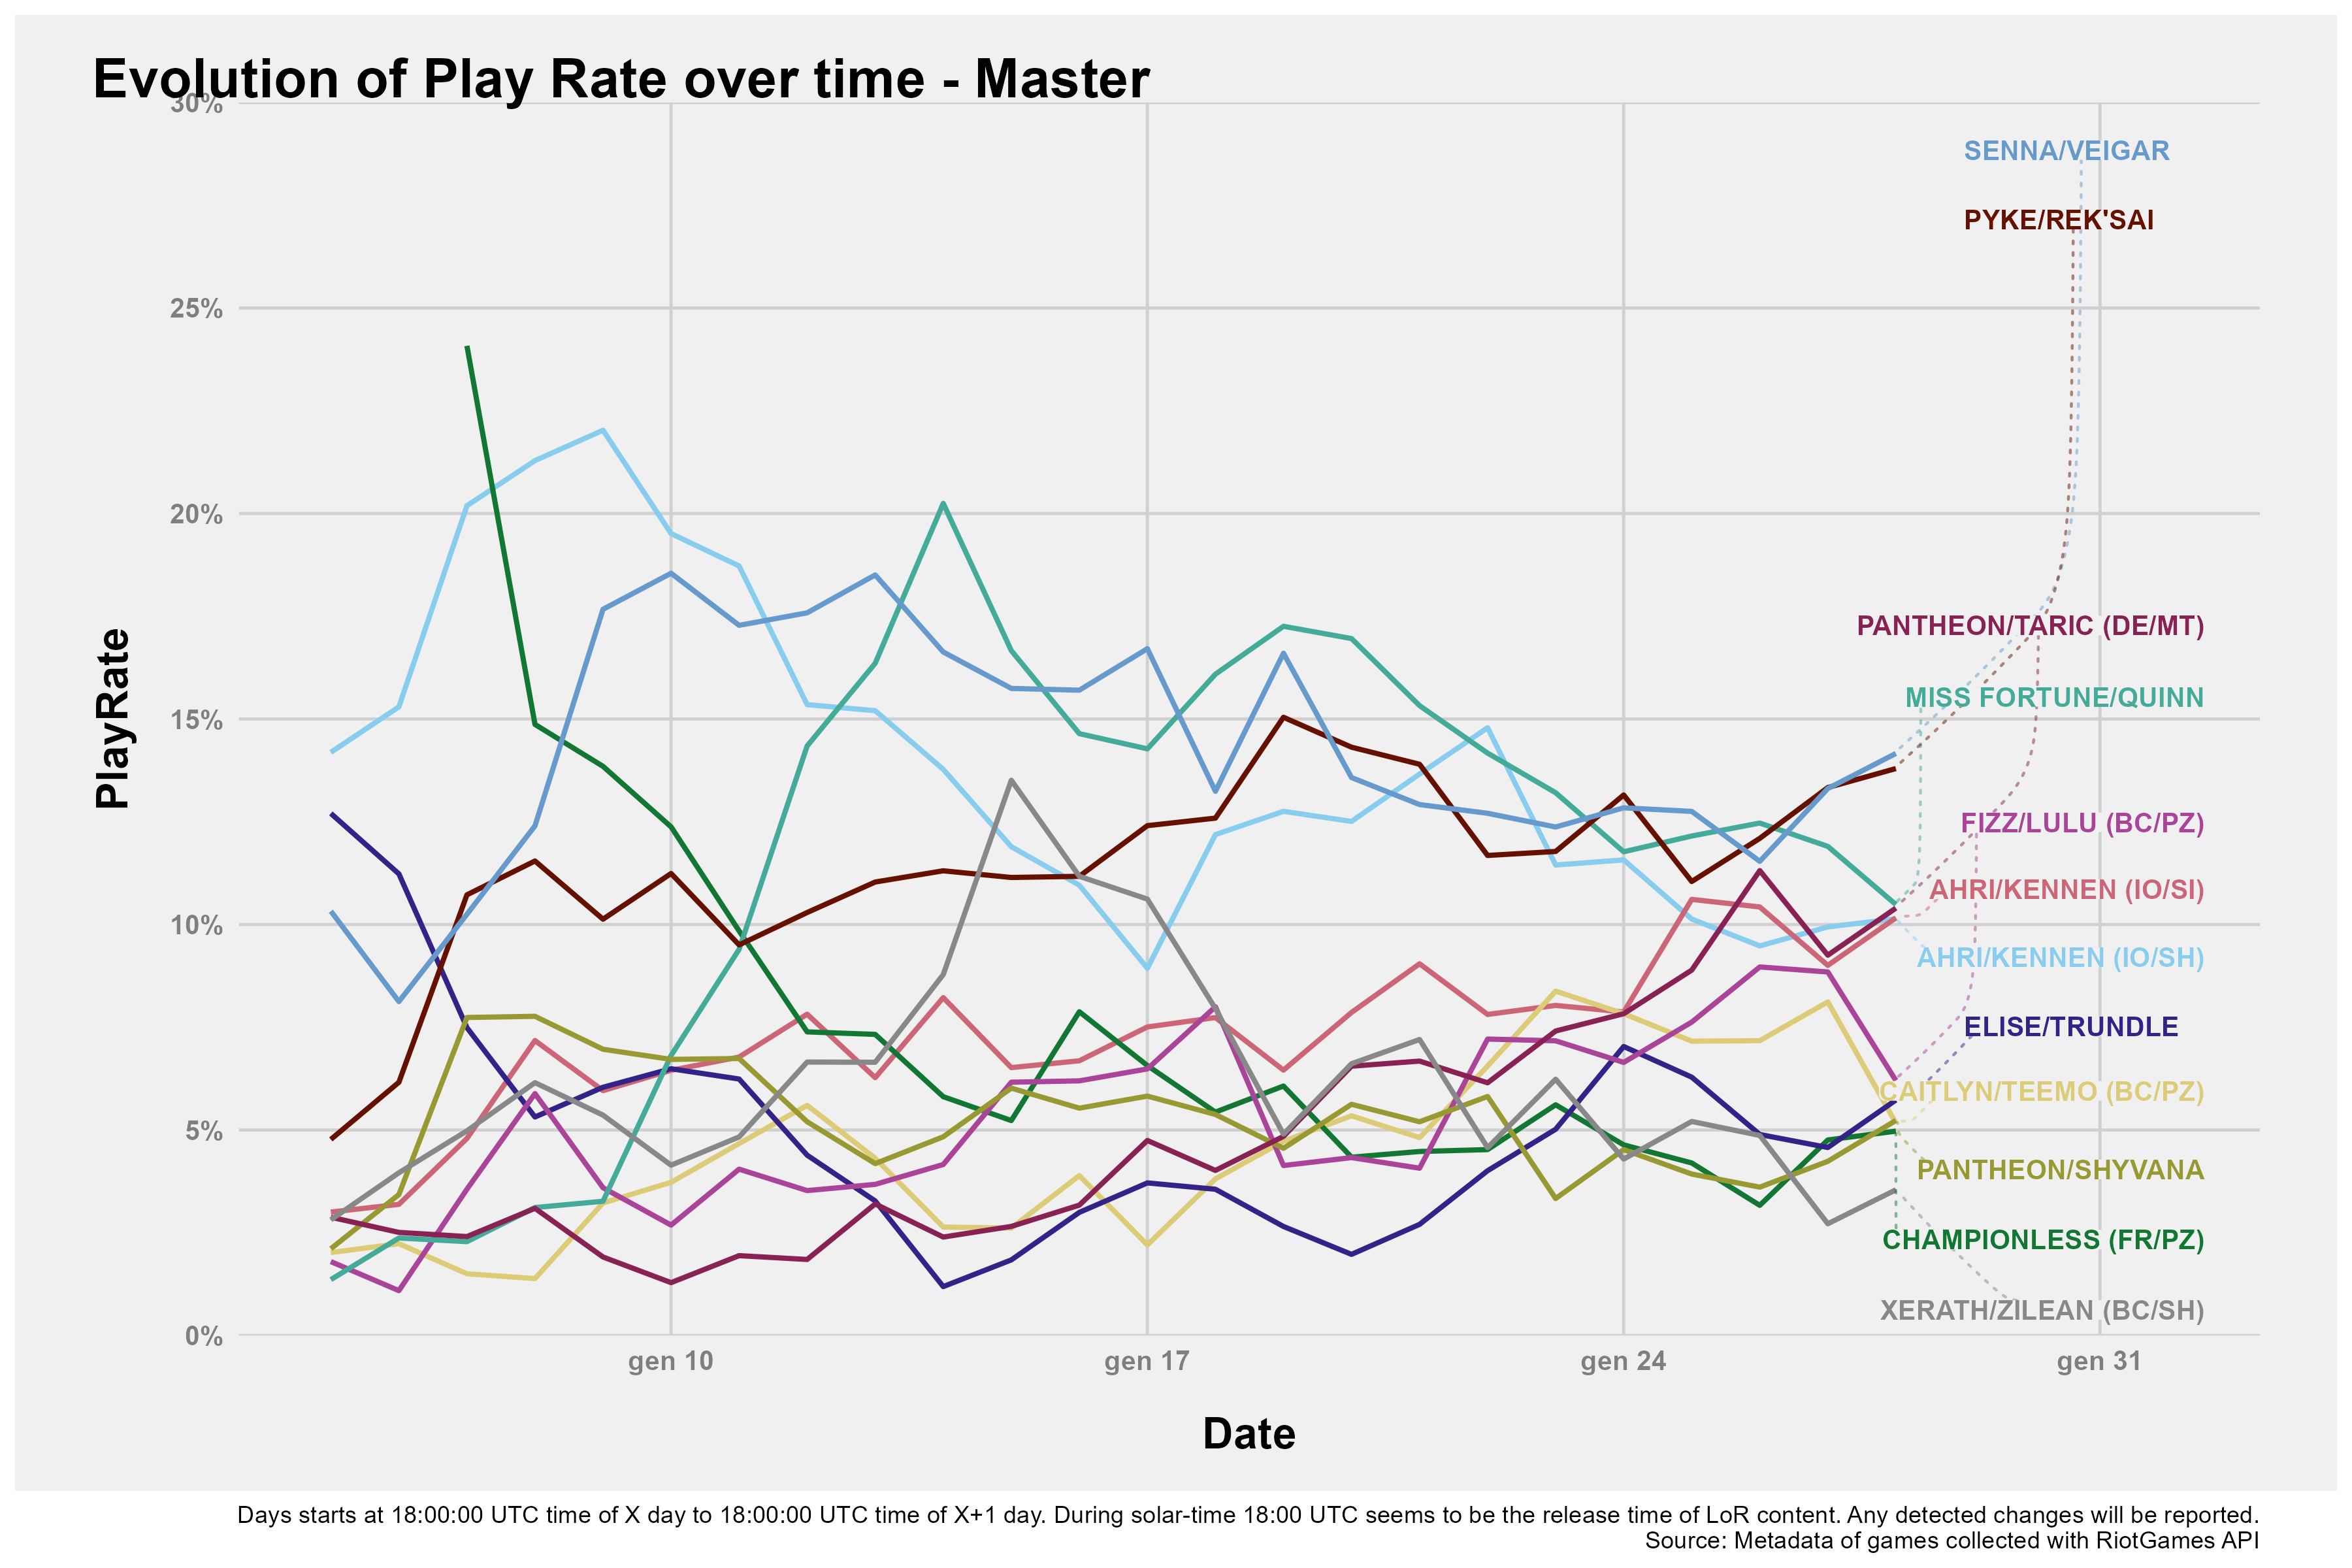 Evolution of Play Rate over time - Master
30%
25%
20%
15%
10%
5%
0%
PlayRate
SENNA/VEIGAR
PYKE/REK'SAI
PANTHEON/TARIC (DE/MT)
MISS FORTUNE/QUINN
FIZZ/LULU (BC/PZ)
AHRI/KENNEN (IO/SI)
AHRI/KENNEN (IO/SH)
ELISE/TRUNDLE
CAITLYN/TEEMO (BC/PZ)
PANTHEON/SHYVANA
CHAMPIONLESS (FR/PZ)
XERATH/ZILEAN (BC/SH)
gen 10
gen 17
gen 24
gen 31
Date
Days starts at 18:00:00 UTC time of X day to 18:00:00 UTC time of X+1 day. During solar-time 18:00 UTC seems to be the release time of LoR content. Any detected changes will be reported.
Source: Metadata of games collected with RiotGames API